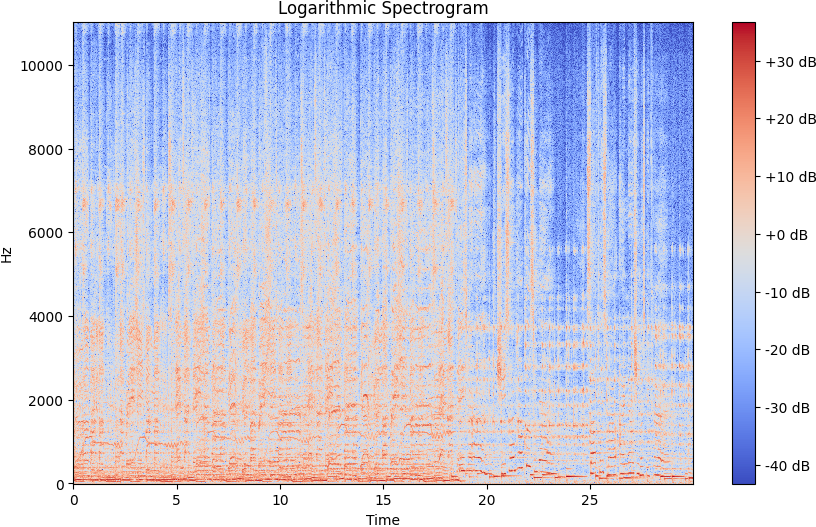 Logarithmic Spectrogram
10000
8000
6000
4000
2000
0
Hz
0 5 10 15 20 25
Time
+30 dB
+20 dB
+10 dB
+0 dB
-10 dB
-20 dB
-30 dB
-40 dB